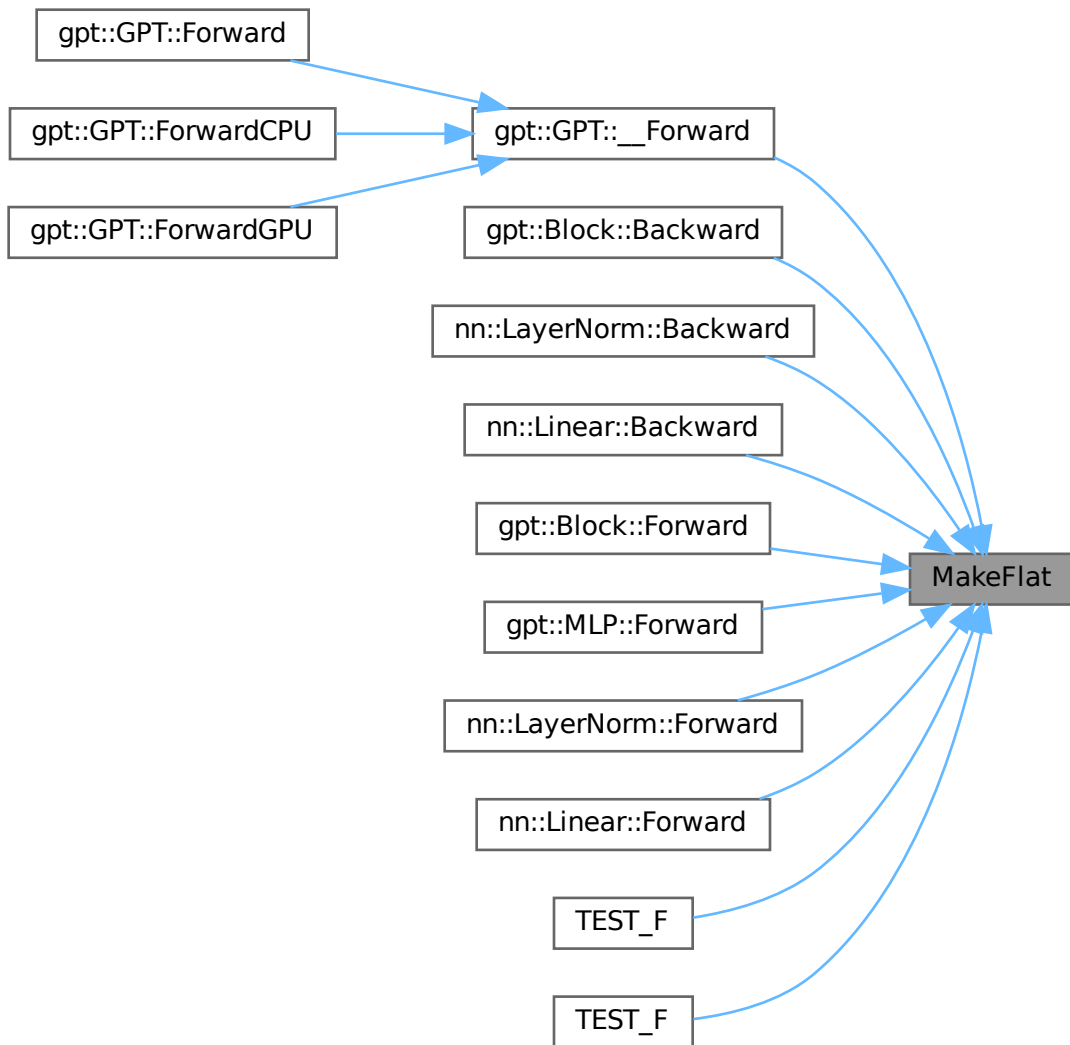 gpt::GPT::Forward
gpt::GPT::ForwardCPU
gpt::GPT::__Forward
gpt::GPT::ForwardGPU
gpt::Block::Backward
nn::LayerNorm::Backward
nn::Linear::Backward
gpt::Block::Forward
MakeFlat
gpt::MLP::Forward
nn::LayerNorm::Forward
nn::Linear::Forward
TEST_F
TEST_F